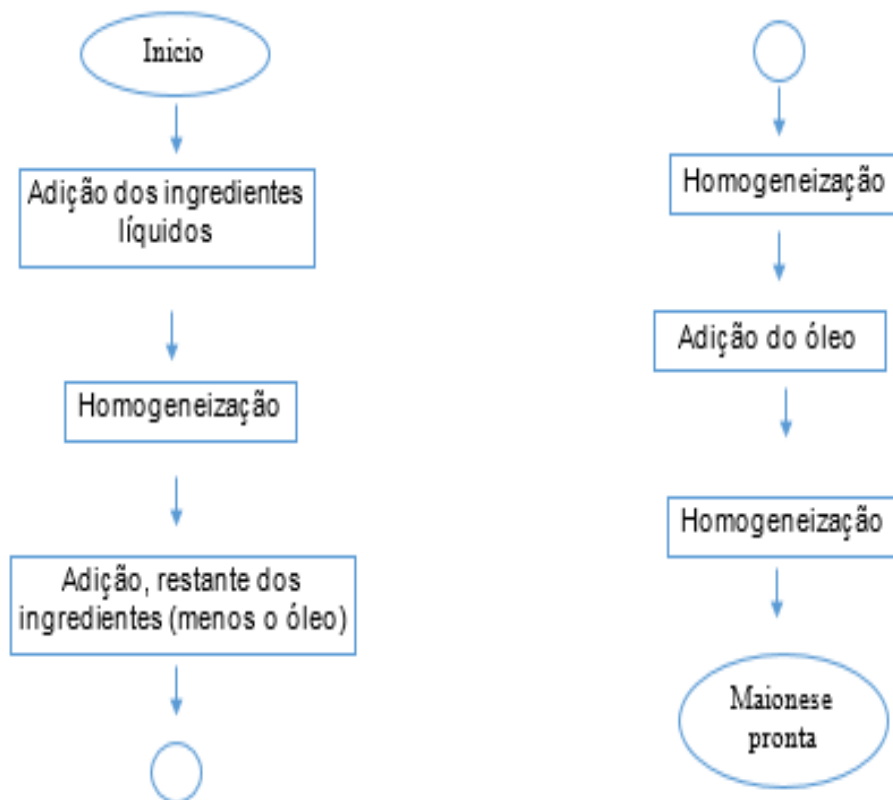 Inicio
Adição dos ingredientes
líquidos
Homogeneização
Adição, restante dos
ingredientes (menos o óleo)
Homogeneização
Adição do óleo
Homogeneização
Maionese
pronta